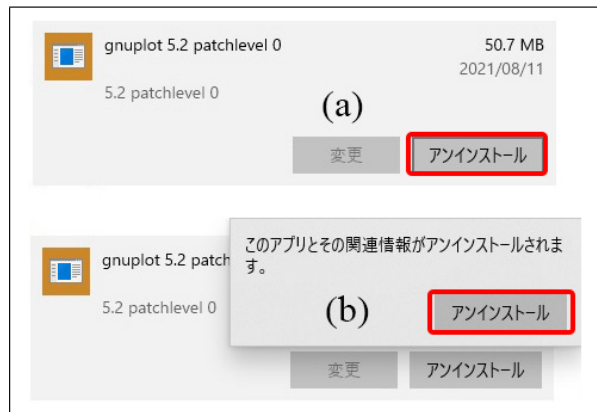 gnuplot 5.2 patchlevel 0
50.7 MB
2021/08/11
5.2 patchlevel 0
(a)
変更
アンインストール
このアプリとその関連情報がアンインストールされま
す。
gnuplot 5.2 patch
5.2 patchlevel 0
(b)
アンインストール
変更
アンインストール